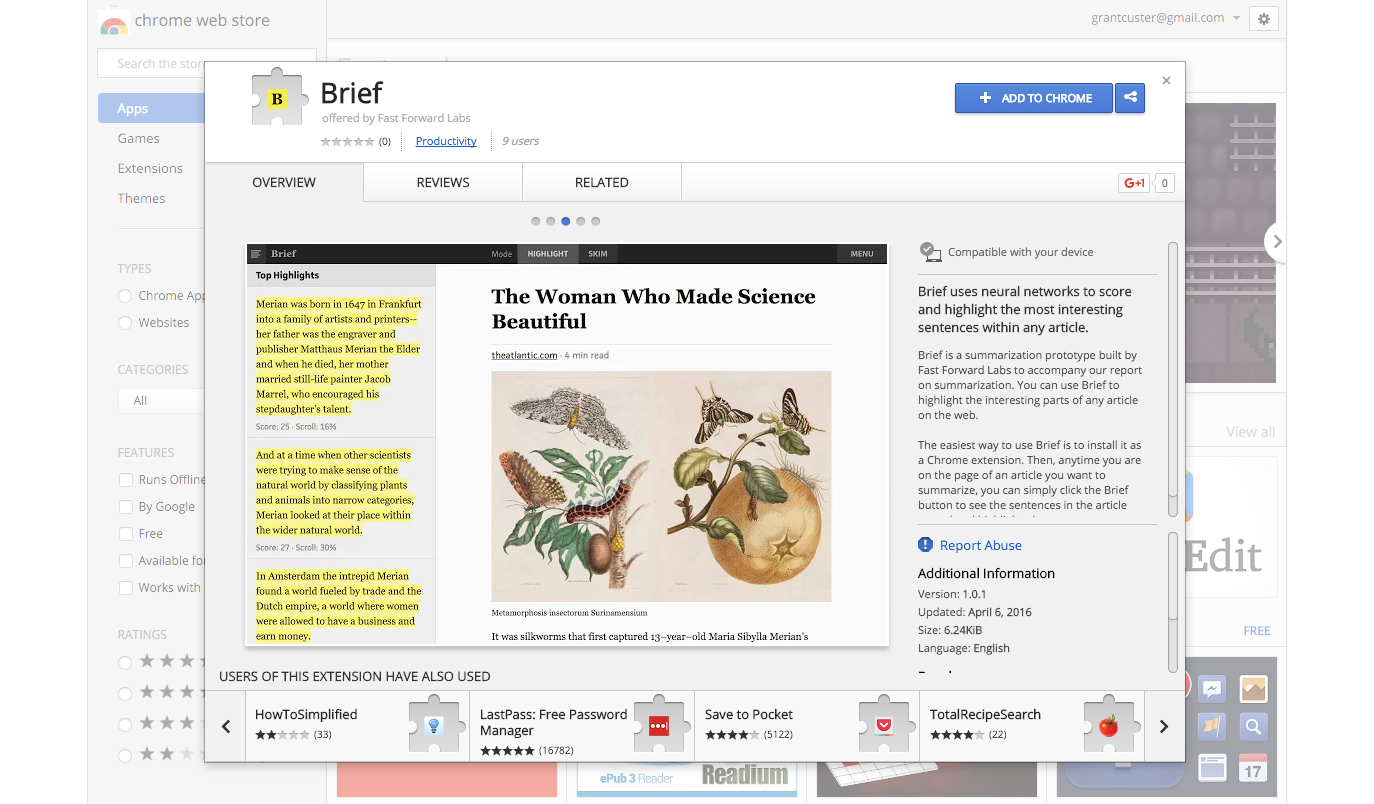 chrome web store
grantcuster@gmail.com
Search the stor
Apps
Games
Extensions
Themes
TYPES
Chrome App
Websites
CATEGORIES
All
FEATURES
Runs Offline
By Google
Free
Available fo
Works with
RATINGS
B
Brief
offered by Fast Forward Labs
(0)
Productivity
9 users
ADD TO CHROME
OVERVIEW
REVIEWS
RELATED
G+1
0
Brief
Mode
HIGHLIGHT
SKIM
MENU
Top Highlights
Merian was born in 1647 in Frankfurt
into a family of artists and printers--
her father was the engraver and
publisher Matthaus Merian the Elder
and when he died, her mother
married still-life painter Jacob
Marrel, who encouraged his
stepdaughter's talent.
Score: 25 · Scroll: 16%
And at a time when other scientists
were trying to make sense of the
natural world by classifying plants
and animals into narrow categories,
Merian looked at their place within
the wider natural world.
Score: 27 · Scroll: 30%
In Amsterdam the intrepid Merian
found a world fueled by trade and the
Dutch empire, a world where women
were allowed to have a business and
earn money.
The Woman Who Made Science
Beautiful
theatlantic.com · 4 min read
Metamorphosis insectorum Surinamensium
It was silkworms that first captured 13–year–old Maria Sibylla Merian's
Compatible with your device
Brief uses neural networks to score
and highlight the most interesting
sentences within any article.
Brief is a summarization prototype built by
Fast Forward Labs to accompany our report
on summarization. You can use Brief to
highlight the interesting parts of any article
on the web.
The easiest way to use Brief is to install it as
a Chrome extension. Then, anytime you are
on the page of an article you want to
summarize, you can simply click the Brief
button to see the sentences in the article
Report Abuse
Additional Information
Version: 1.0.1
Updated: April 6, 2016
Size: 6.24KiB
Language: English
USERS OF THIS EXTENSION HAVE ALSO USED
HowToSimplified
(33)
LastPass: Free Password
Manager
(16782)
Save to Pocket
(5122)
TotalRecipeSearch
(22)
View all
Edit
FREE
17
ePub 3 Reader
Readium